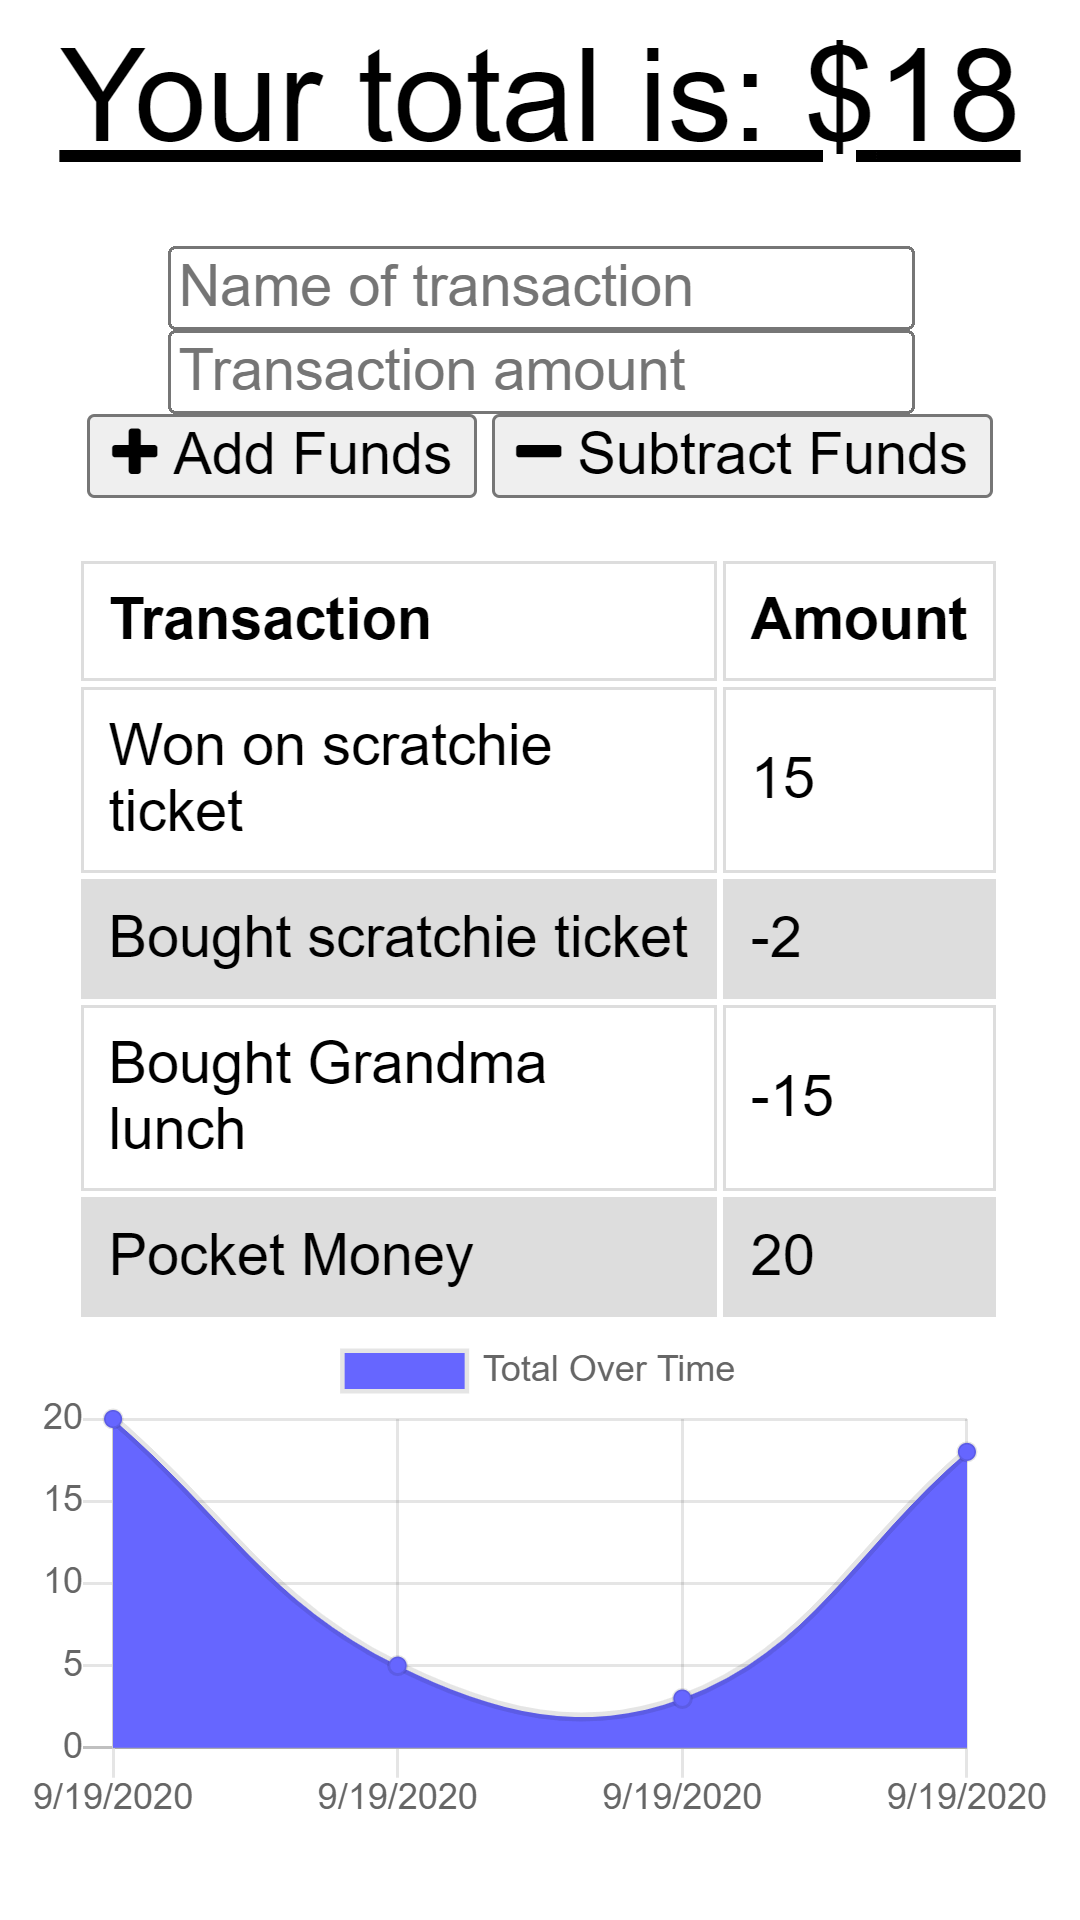 Your total is: $18
Name of transaction
Transaction amount
Add Funds Subtract Funds
Transaction Amount
Won on scratchie
ticket
15
Bought scratchie ticket -2
Bought Grandma
lunch
-15
Pocket Money 20
Total Over Time
20
15
10
5
0
9/19/2020 9/19/2020 9/19/2020 9/19/2020